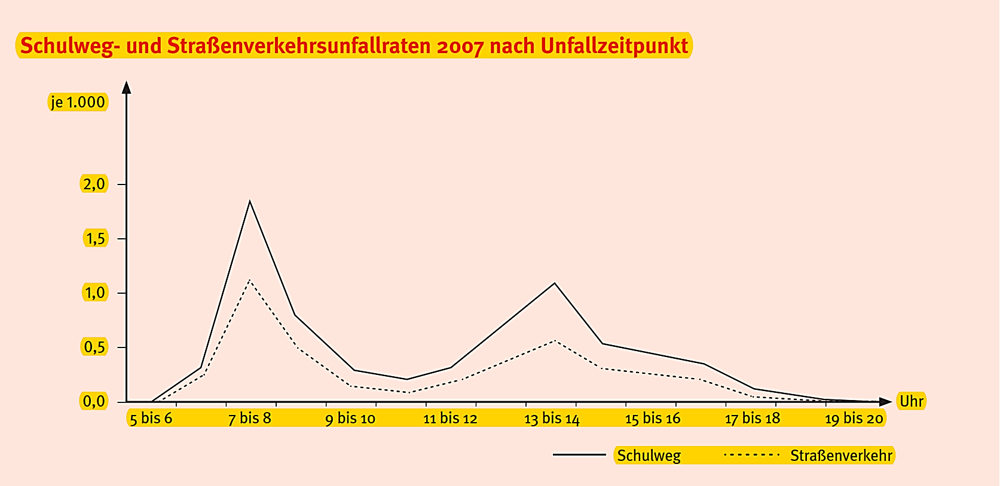 Schulweg- und Straßenverkehrsunfallraten 2007 nach Unfallzeitpunkt
je 1.000
2,0
1,5
1,0
0,5
0,0
5 bis 6 7 bis 8 9 bis 10 11 bis 12 13 bis 14 15 bis 16 17 bis 18 19 bis 20 Uhr
Schulweg Straßenverkehr